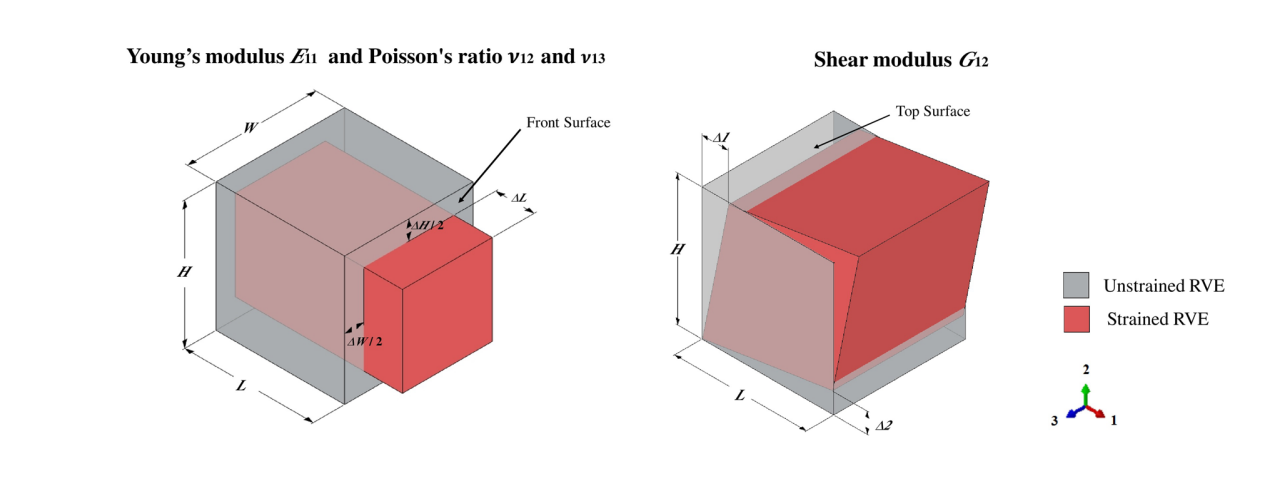 Young's modulus E11 and Poisson's ratio ν12 and ν13
Shear modulus G12
W
Front Surface
ΔL
ΔH/2
H
ΔW/2
L
Top Surface
Δ1
H
L
Δ2
Unstrained RVE
Strained RVE
2
3
1